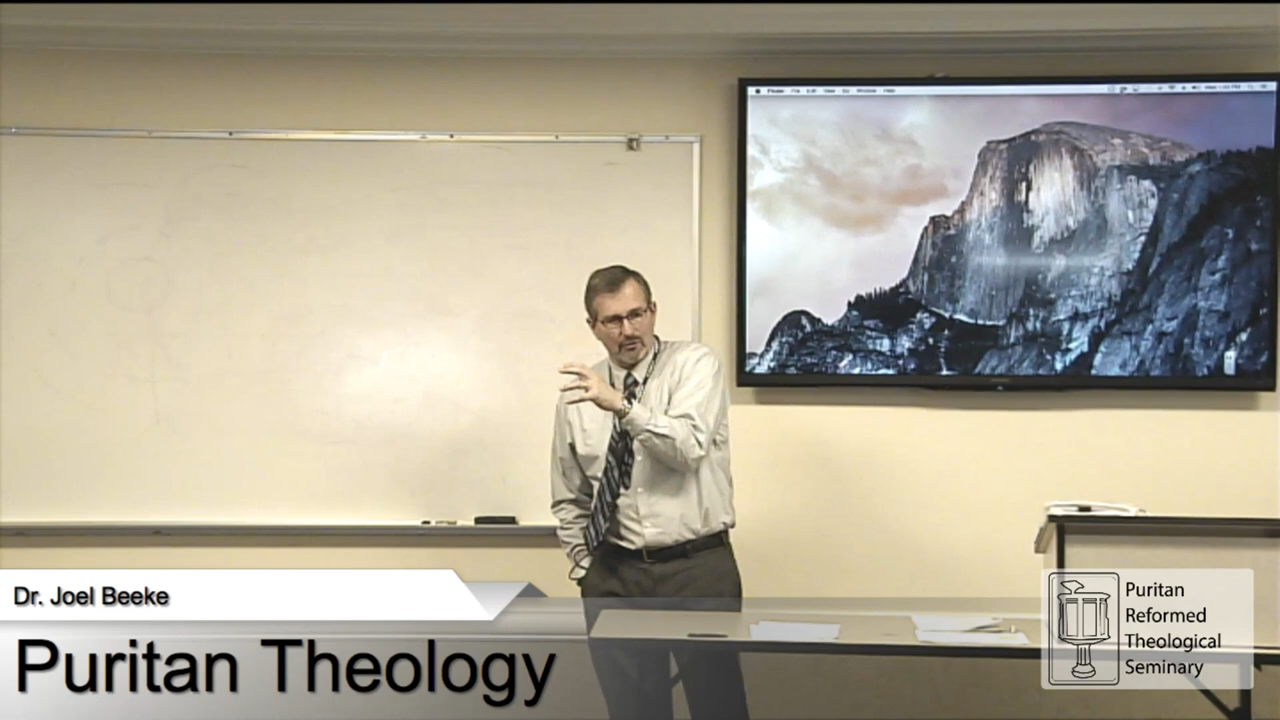 Dr. Joel Beeke
Puritan Theology
Puritan
Reformed
Theological
Seminary